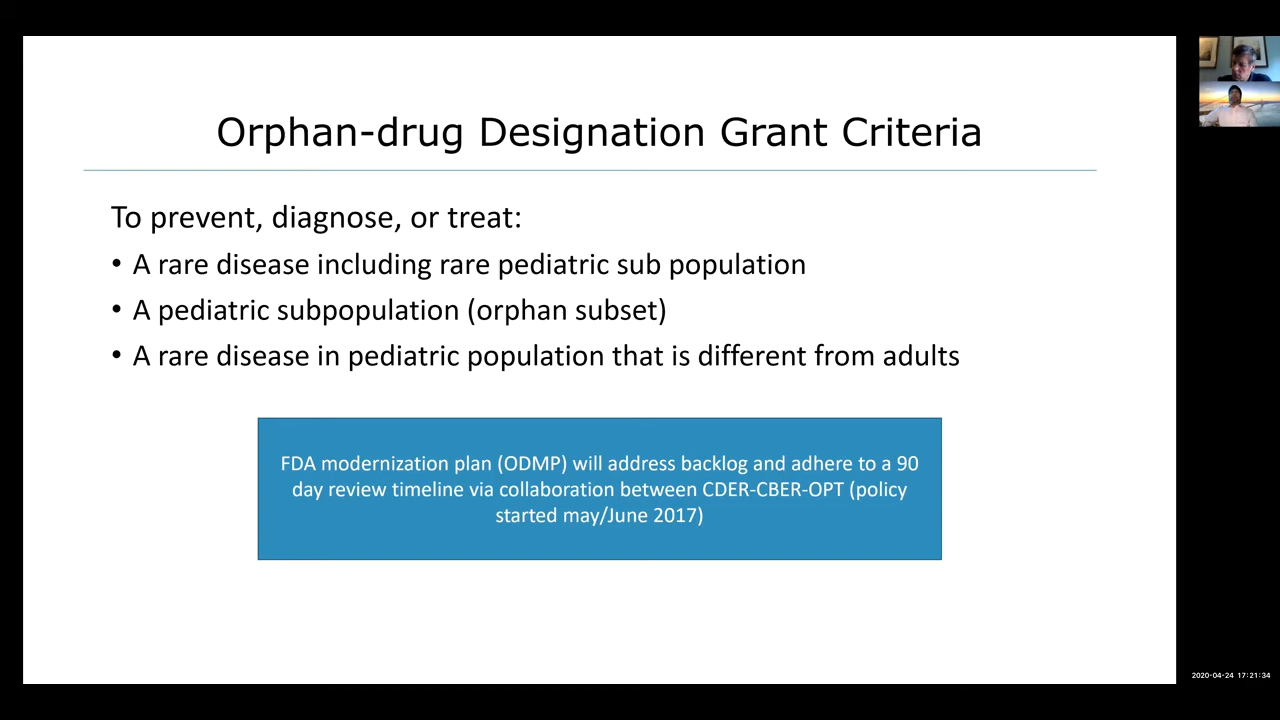 Orphan-drug Designation Grant Criteria
To prevent, diagnose, or treat:
• A rare disease including rare pediatric sub population
• A pediatric subpopulation (orphan subset)
• A rare disease in pediatric population that is different from adults
FDA modernization plan (ODMP) will address backlog and adhere to a 90
day review timeline via collaboration between CDER-CBER-OPT (policy
started may/June 2017)
2020-04-24 17:21:34